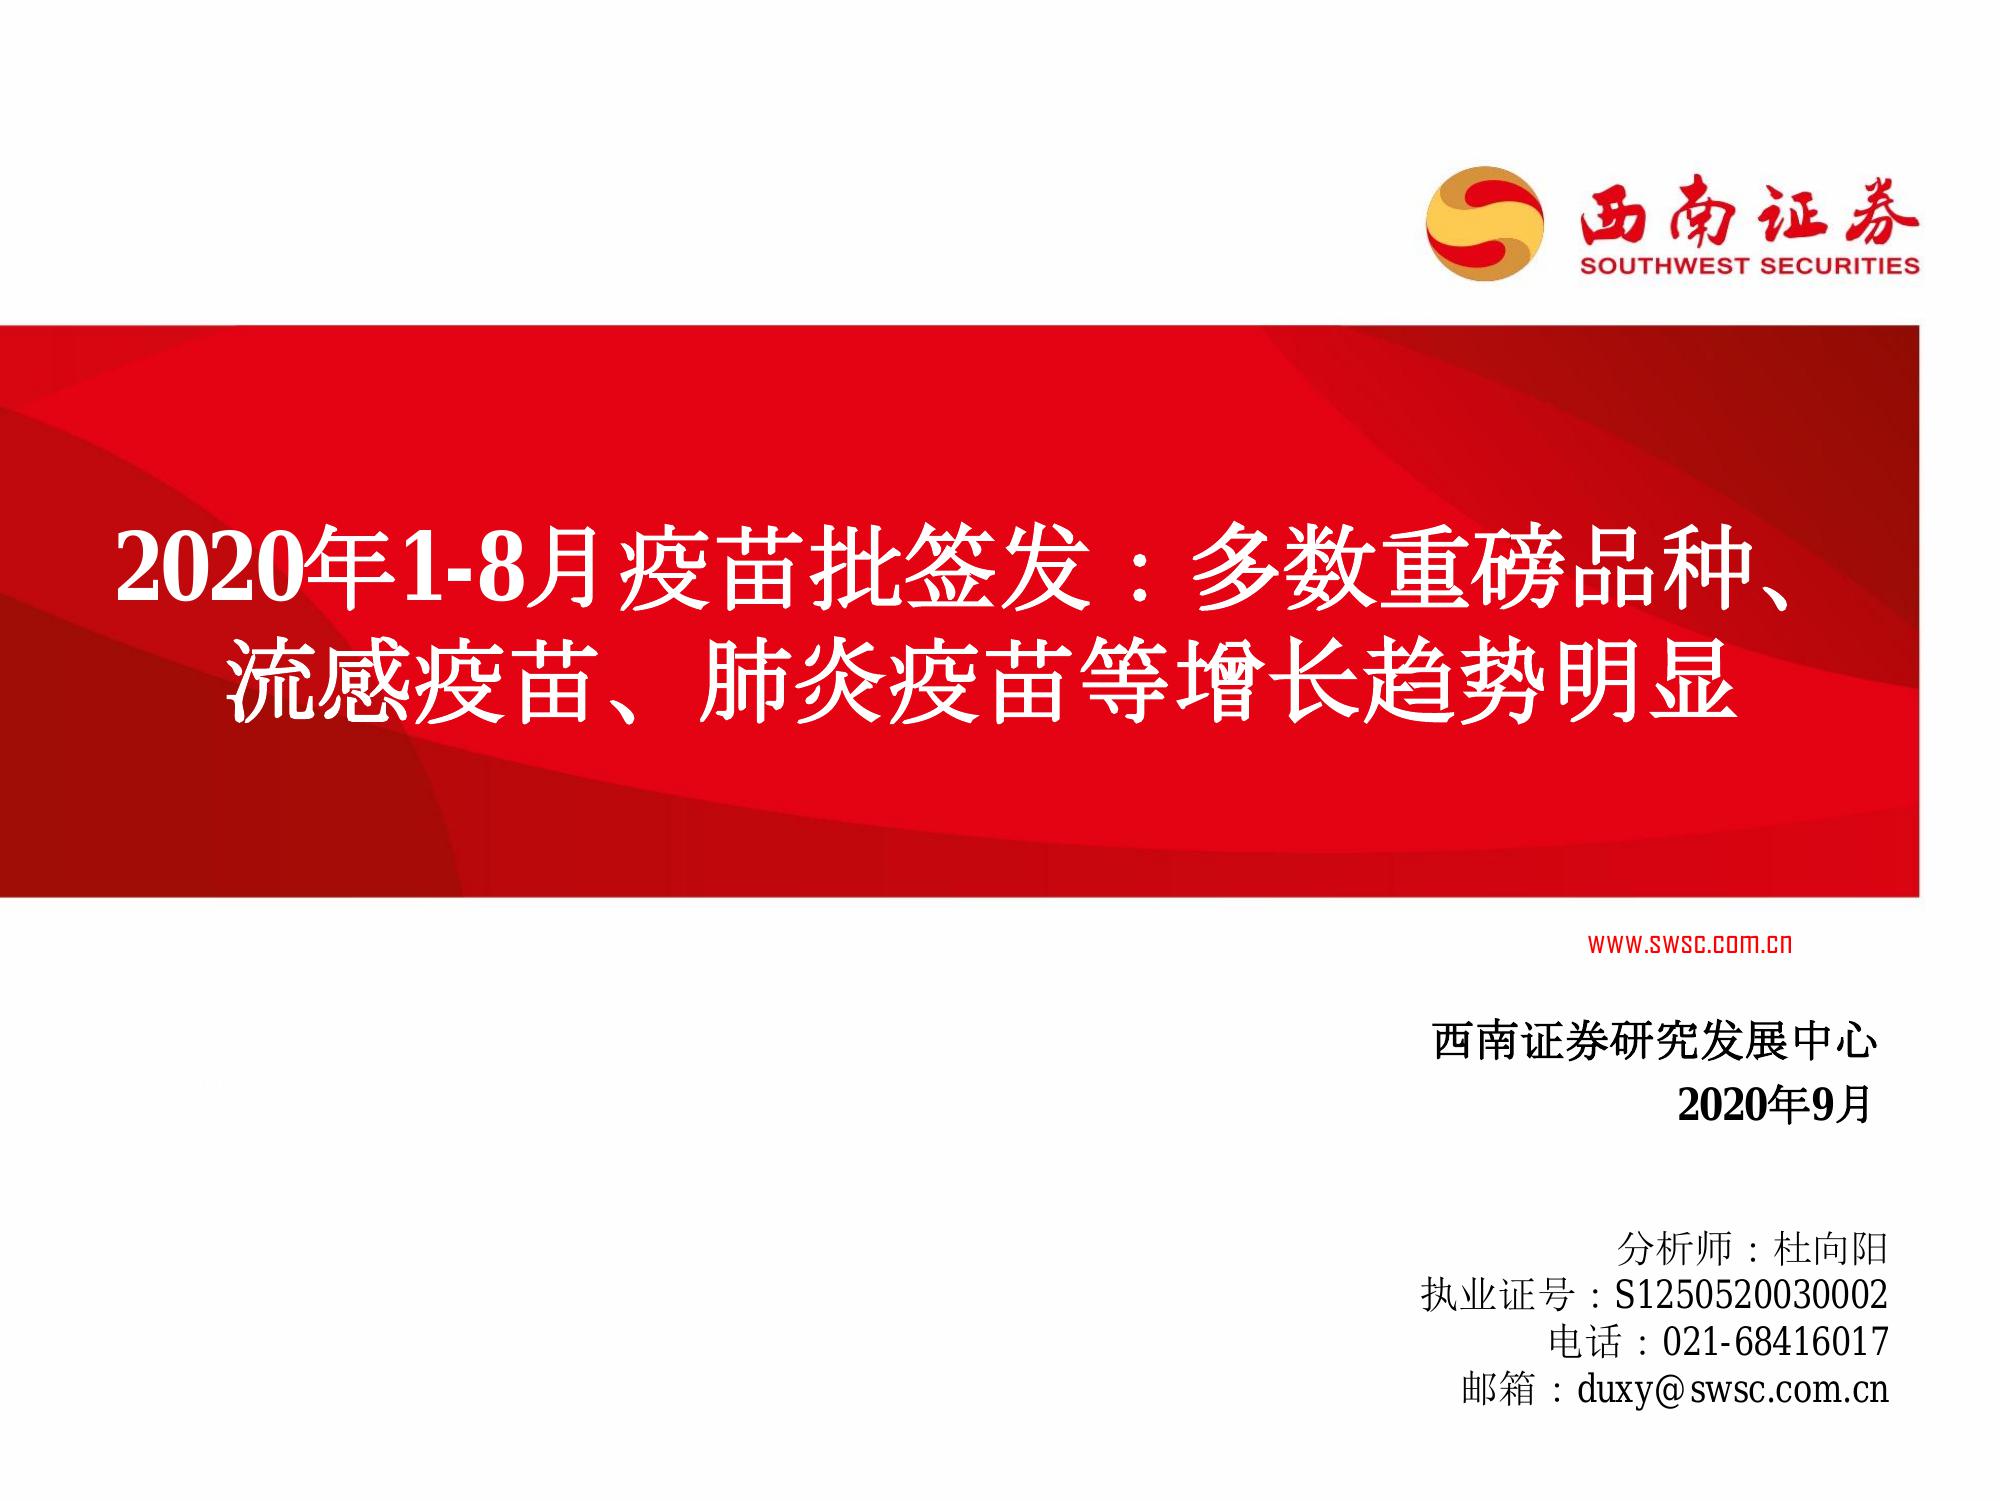 西南证券
SOUTHWEST SECURITIES
2020年1-8月疫苗批签发：多数重磅品种、
流感疫苗、肺炎疫苗等增长趋势明显
www.swsc.com.cn
西南证券研究发展中心
2020年9月
分析师：杜向阳
执业证号：S1250520030002
电话：021-68416017
邮箱：duxy@swsc.com.cn